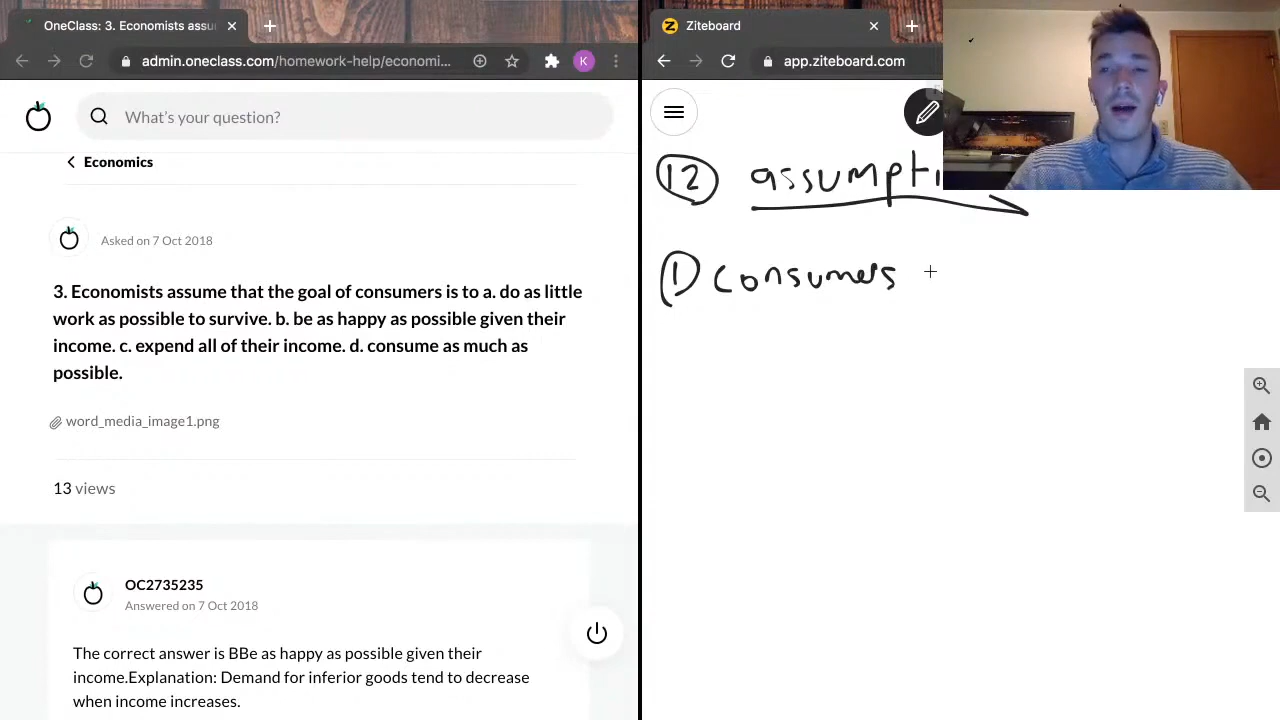 OneClass: 3. Economists assu
admin.oneclass.com/homework-help/economi...
K
What's your question?
Economics
Asked on 7 Oct 2018
3. Economists assume that the goal of consumers is to a. do as little
work as possible to survive. b. be as happy as possible given their
income. c. expend all of their income. d. consume as much as
possible.
word_media_image1.png
13 views
OC2735235
Answered on 7 Oct 2018
The correct answer is BBe as happy as possible given their
income.Explanation: Demand for inferior goods tend to decrease
when income increases.
Ziteboard
app.ziteboard.com
12 assumpti
1 consumers